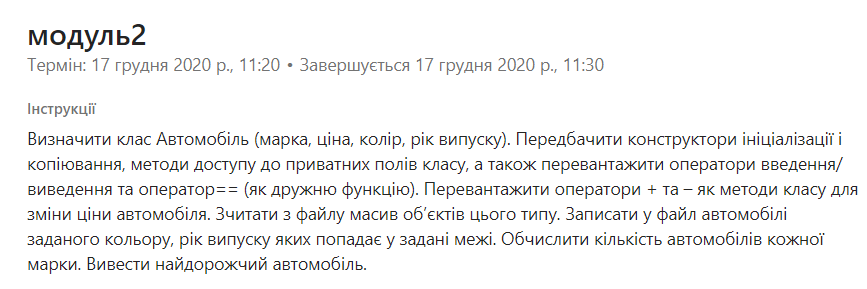 модуль2
Термін: 17 грудня 2020 р., 11:20 • Завершується 17 грудня 2020 р., 11:30
Інструкції
Визначити клас Автомобіль (марка, ціна, колір, рік випуску). Передбачити конструктори ініціалізації і
копіювання, методи доступу до приватних полів класу, а також перевантажити оператори введення/
виведення та оператор== (як дружню функцію). Перевантажити оператори + та – як методи класу для
зміни ціни автомобіля. Зчитати з файлу масив об’єктів цього типу. Записати у файл автомобілі
заданого кольору, рік випуску яких попадає у задані межі. Обчислити кількість автомобілів кожної
марки. Вивести найдорожчий автомобіль.